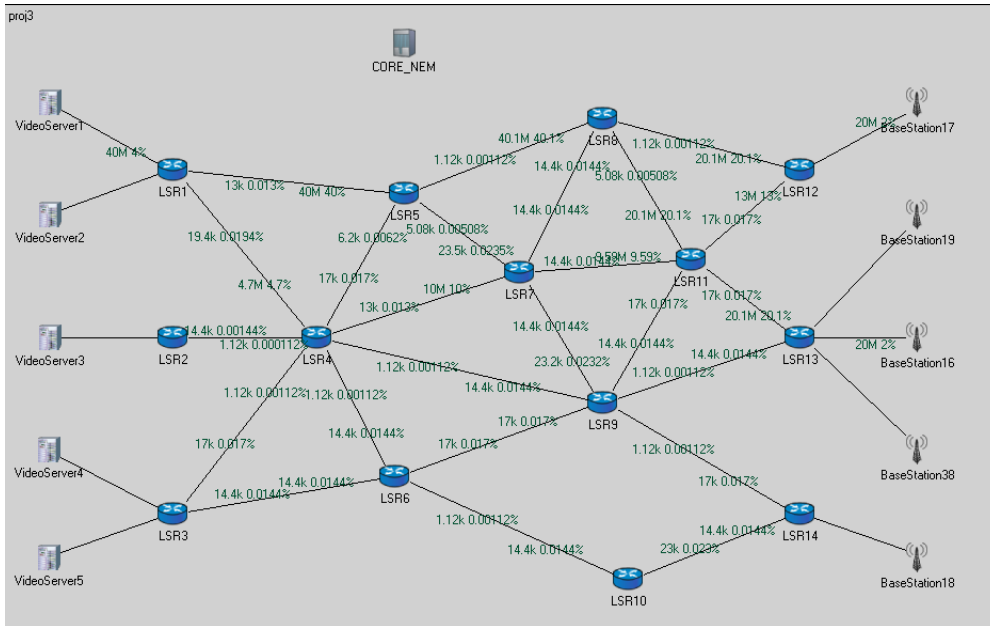 proj3
CORE_NEM
VideoServer1
BaseStation17
20M 2%
40.1M 40.1%
LSR8
1.12k 0.00112%
40M 4%
1.12k 0.00112%
14.4k 0.0144%
20.1M 20.1%
5.08k 0.00508%
LSR1
13k 0.013%
40M 40%
LSR12
13M 13%
LSR5
VideoServer2
14.4k 0.0144%
20.1M 20.1%
17k 0.017%
5.08k 0.00508%
19.4k 0.0194%
6.2k 0.0062%
BaseStation19
23.5k 0.0235%
14.4k 0.0144%
9.59M 9.59%
17k 0.017%
4.7M 4.7%
LSR7
LSR11
10M 10%
17k 0.017%
13k 0.013%
17k 0.017%
20.1M 20.1%
14.4k 0.00144%
14.4k 0.0144%
VideoServer3
LSR2
1.12k 0.000112%
LSR4
14.4k 0.0144%
LSR13
20M 2%
14.4k 0.0144%
23.2k 0.0232%
BaseStation16
1.12k 0.00112%
1.12k 0.00112%
1.12k 0.00112%
1.12k 0.00112%
14.4k 0.0144%
LSR9
17k 0.017%
14.4k 0.0144%
17k 0.017%
17k 0.017%
1.12k 0.00112%
VideoServer4
BaseStation38
14.4k 0.0144%
17k 0.017%
14.4k 0.0144%
LSR6
1.12k 0.00112%
14.4k 0.0144%
LSR3
LSR14
14.4k 0.0144%
23k 0.023%
VideoServer5
BaseStation18
LSR10